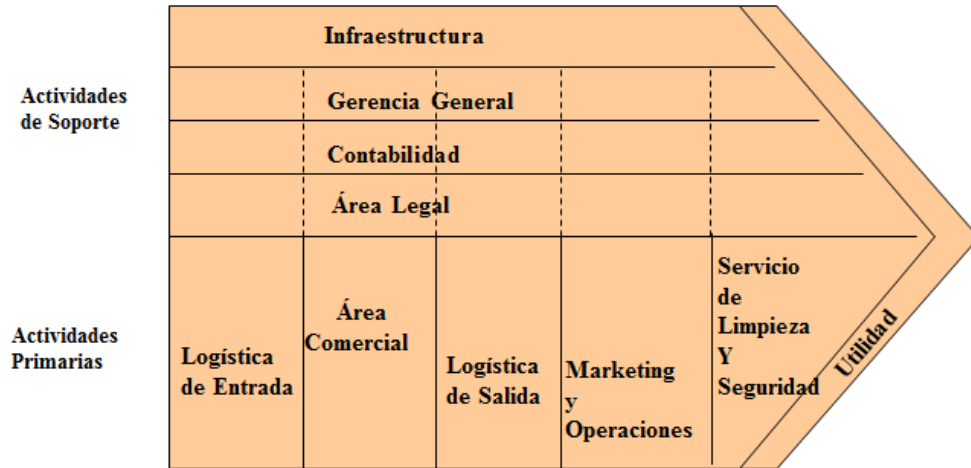 Infraestructura
Actividades
de Soporte
Gerencia General
Contabilidad
Área Legal
Actividades
Primarias
Logística
de Entrada
Área
Comercial
Logística
de Salida
Marketing
y
Operaciones
Servicio
de
Limpieza
Y
Seguridad
Utilidad